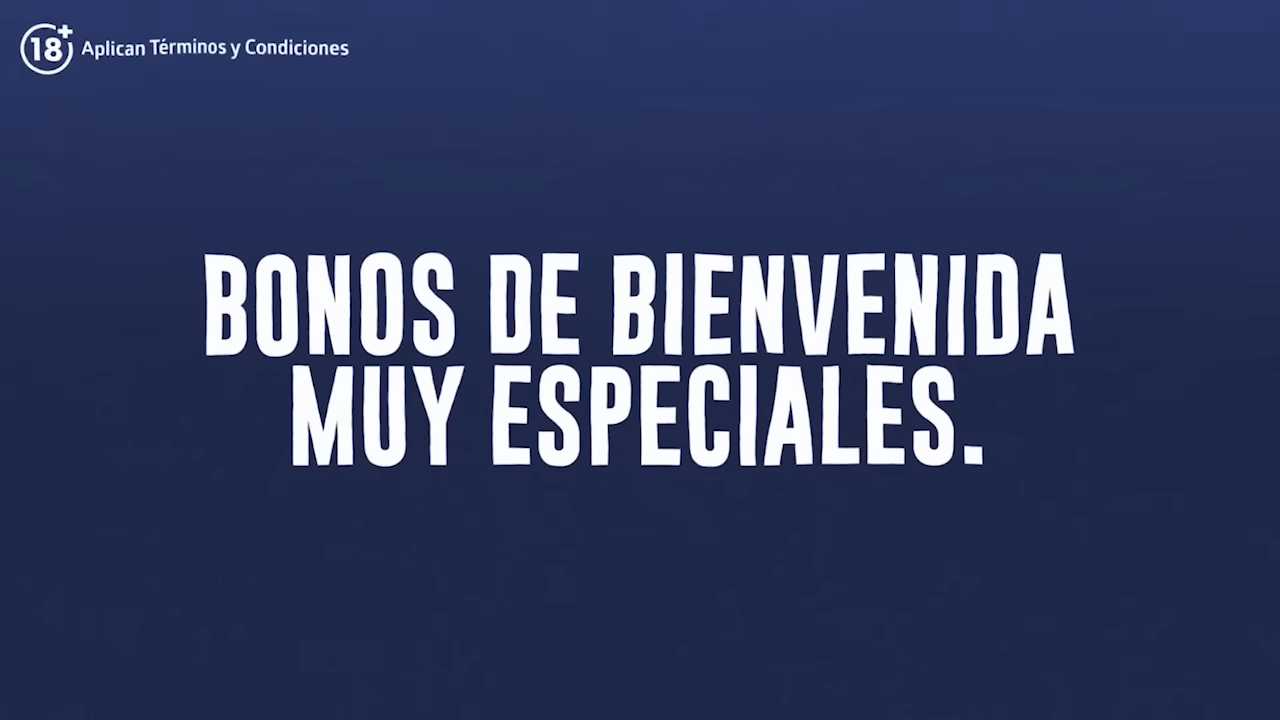 18+ Aplican Términos y Condiciones
BONOS DE BIENVENIDA
MUY ESPECIALES.